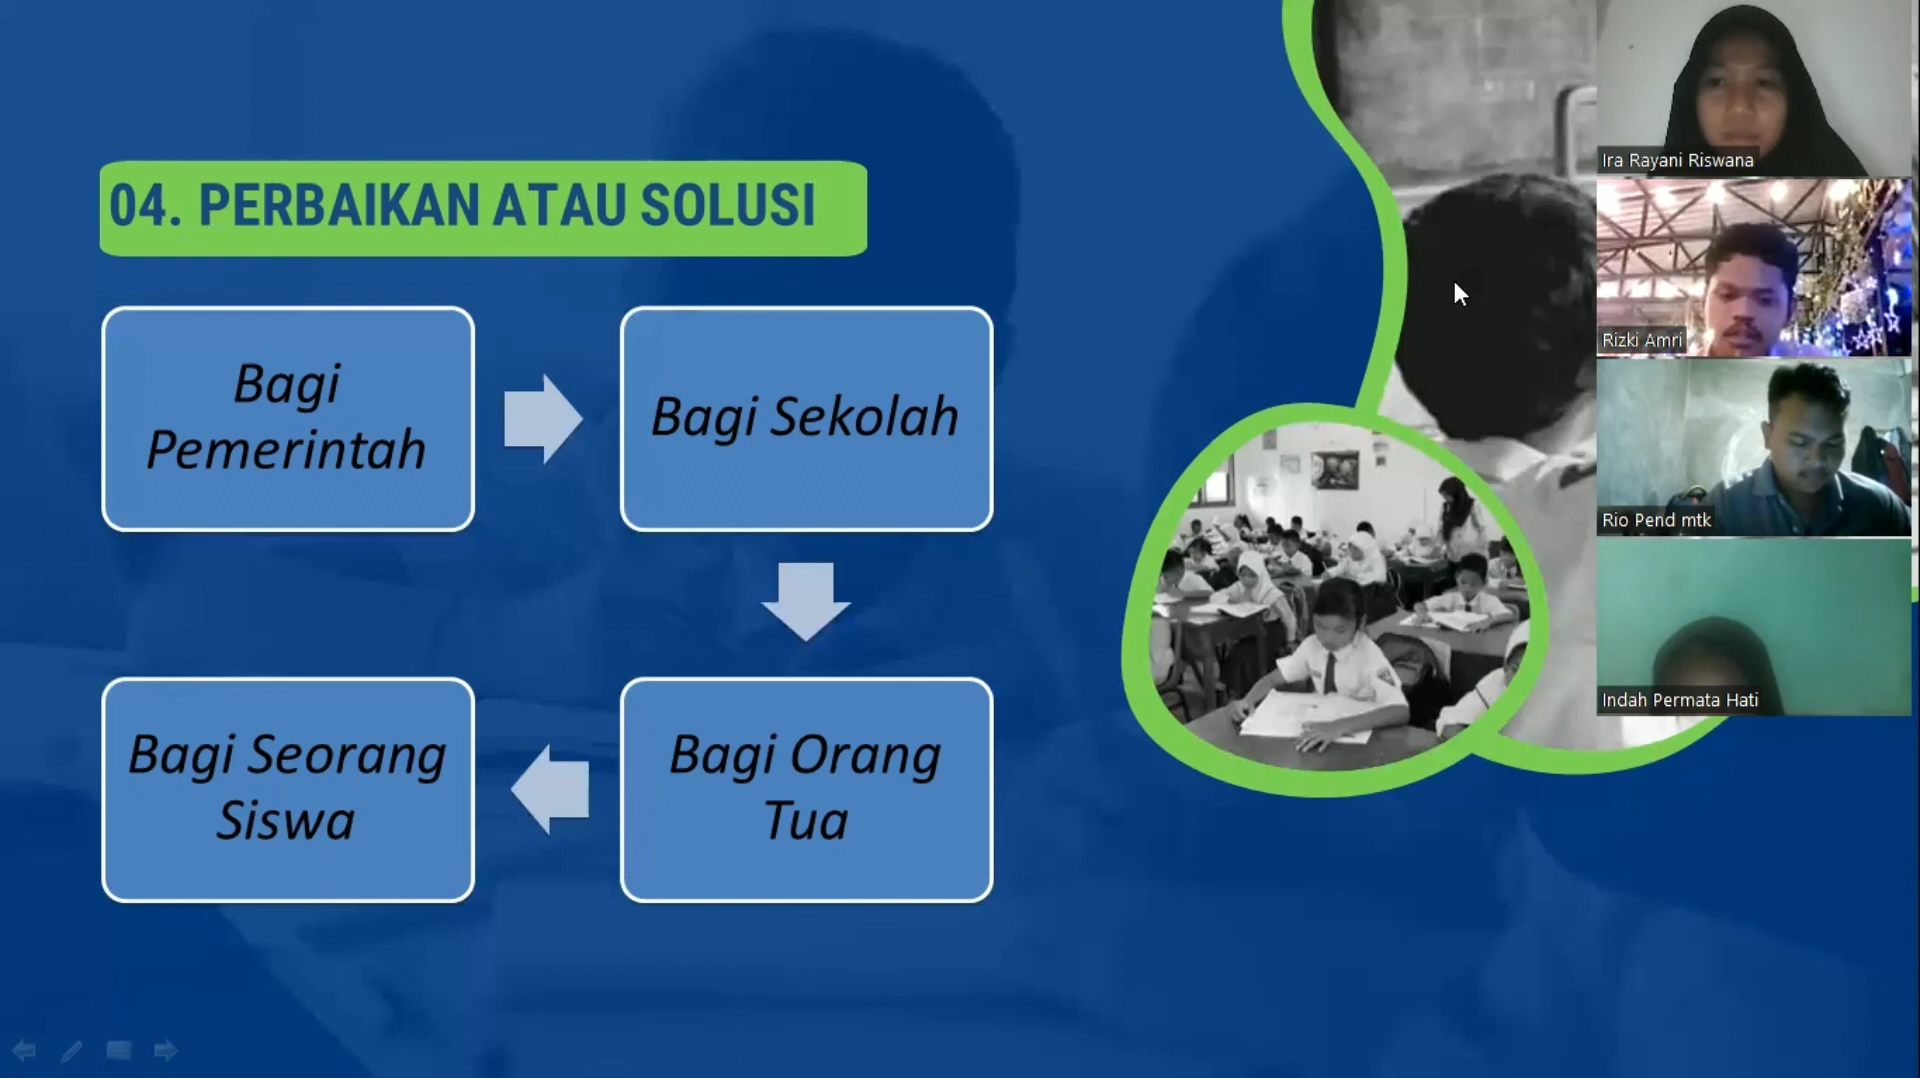 04. PERBAIKAN ATAU SOLUSI
Bagi
Pemerintah
Bagi Sekolah
Bagi Orang
Tua
Bagi Seorang
Siswa
Ira Rayani Riswana
Rizki Amri
Rio Pend mtk
Indah Permata Hati